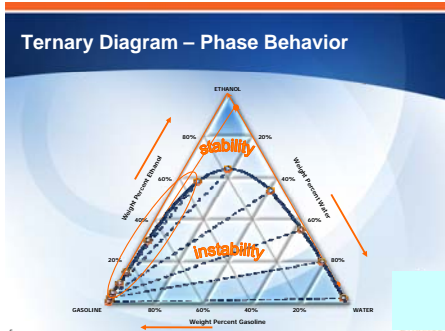 Ternary Diagram – Phase Behavior
ETHANOL
80%
20%
stability
Weight Percent Ethanol
60%
40%
Weight Percent Water
40%
60%
instability
20%
80%
GASOLINE
80%
60%
40%
20%
WATER
Weight Percent Gasoline